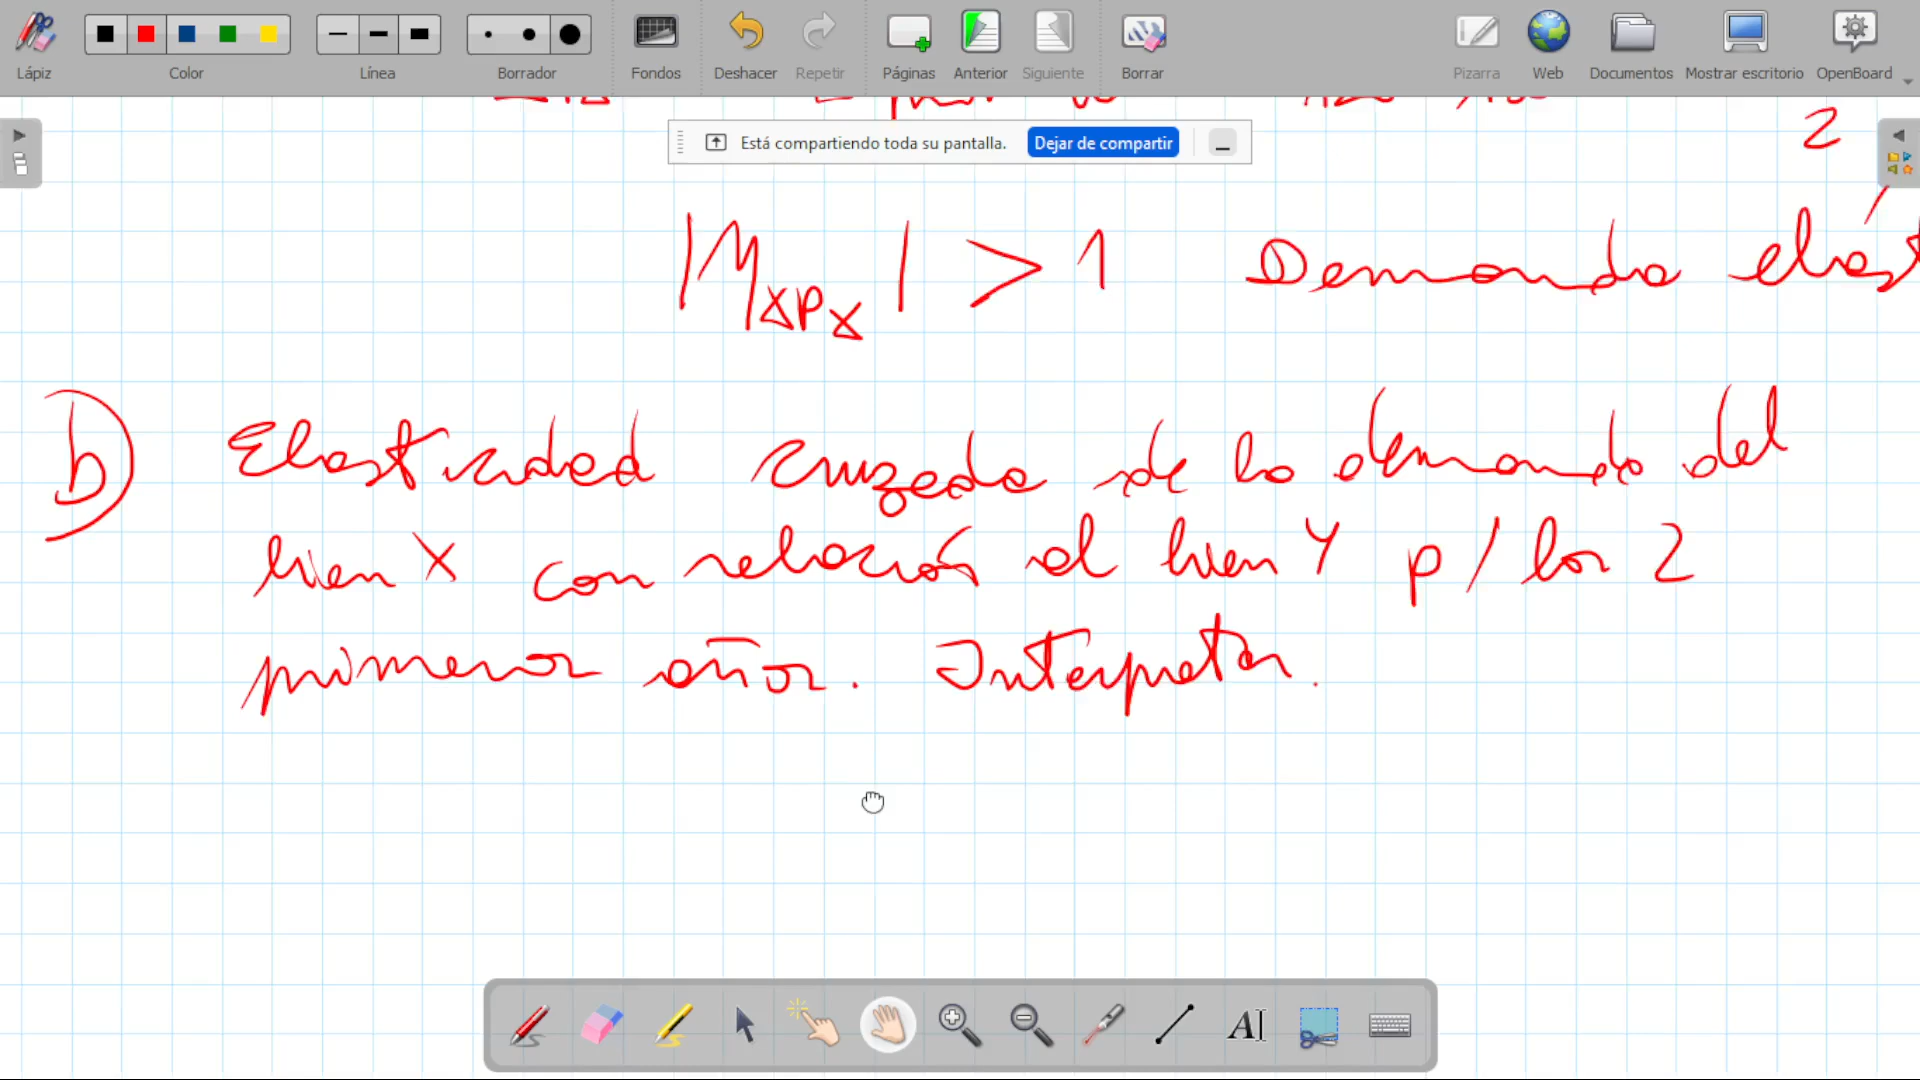 Lápiz Color Línea Borrador Fondos Deshacer Repetir Páginas Anterior Siguiente Borrar Pizarra Web Documentos Mostrar escritorio OpenBoard
2
Está compartiendo toda su pantalla. Dejar de compartir
|η_xPx| > 1 Demanda elást
b) Elasticidad cruzada de la demanda del
bien X con relación al bien Y p/ los 2
primeros años. Interpretar.